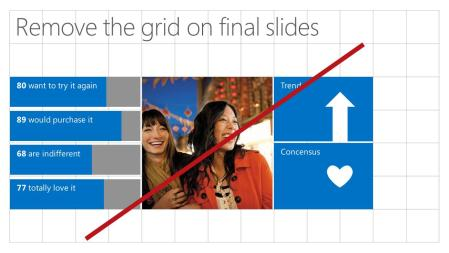 Remove the grid on final slides
80 want to try it again
89 would purchase it
68 are indifferent
77 totally love it
Trend
Concensus